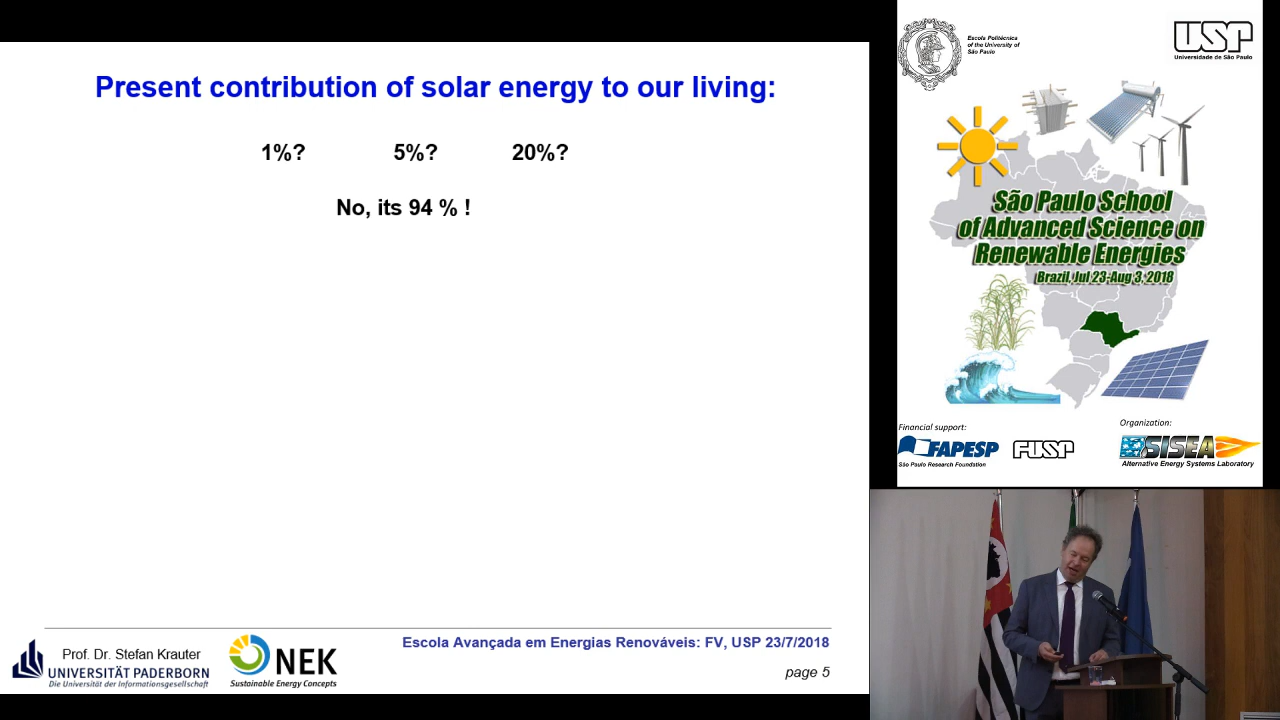 Present contribution of solar energy to our living:
1%? 5%? 20%?
No, its 94 % !
Prof. Dr. Stefan Krauter
UNIVERSITÄT PADERBORN
Die Universität der Informationsgesellschaft
NEK
Sustainable Energy Concepts
Escola Avançada em Energias Renováveis: FV, USP 23/7/2018
page 5
Escola Politécnica
of the University of
São Paulo
USP
Universidade de São Paulo
São Paulo School
of Advanced Science on
Renewable Energies
Brazil, Jul 23-Aug 3, 2018
Financial support:
FAPESP
São Paulo Research Foundation
FUSP
Organization:
SISEA
Alternative Energy Systems Laboratory